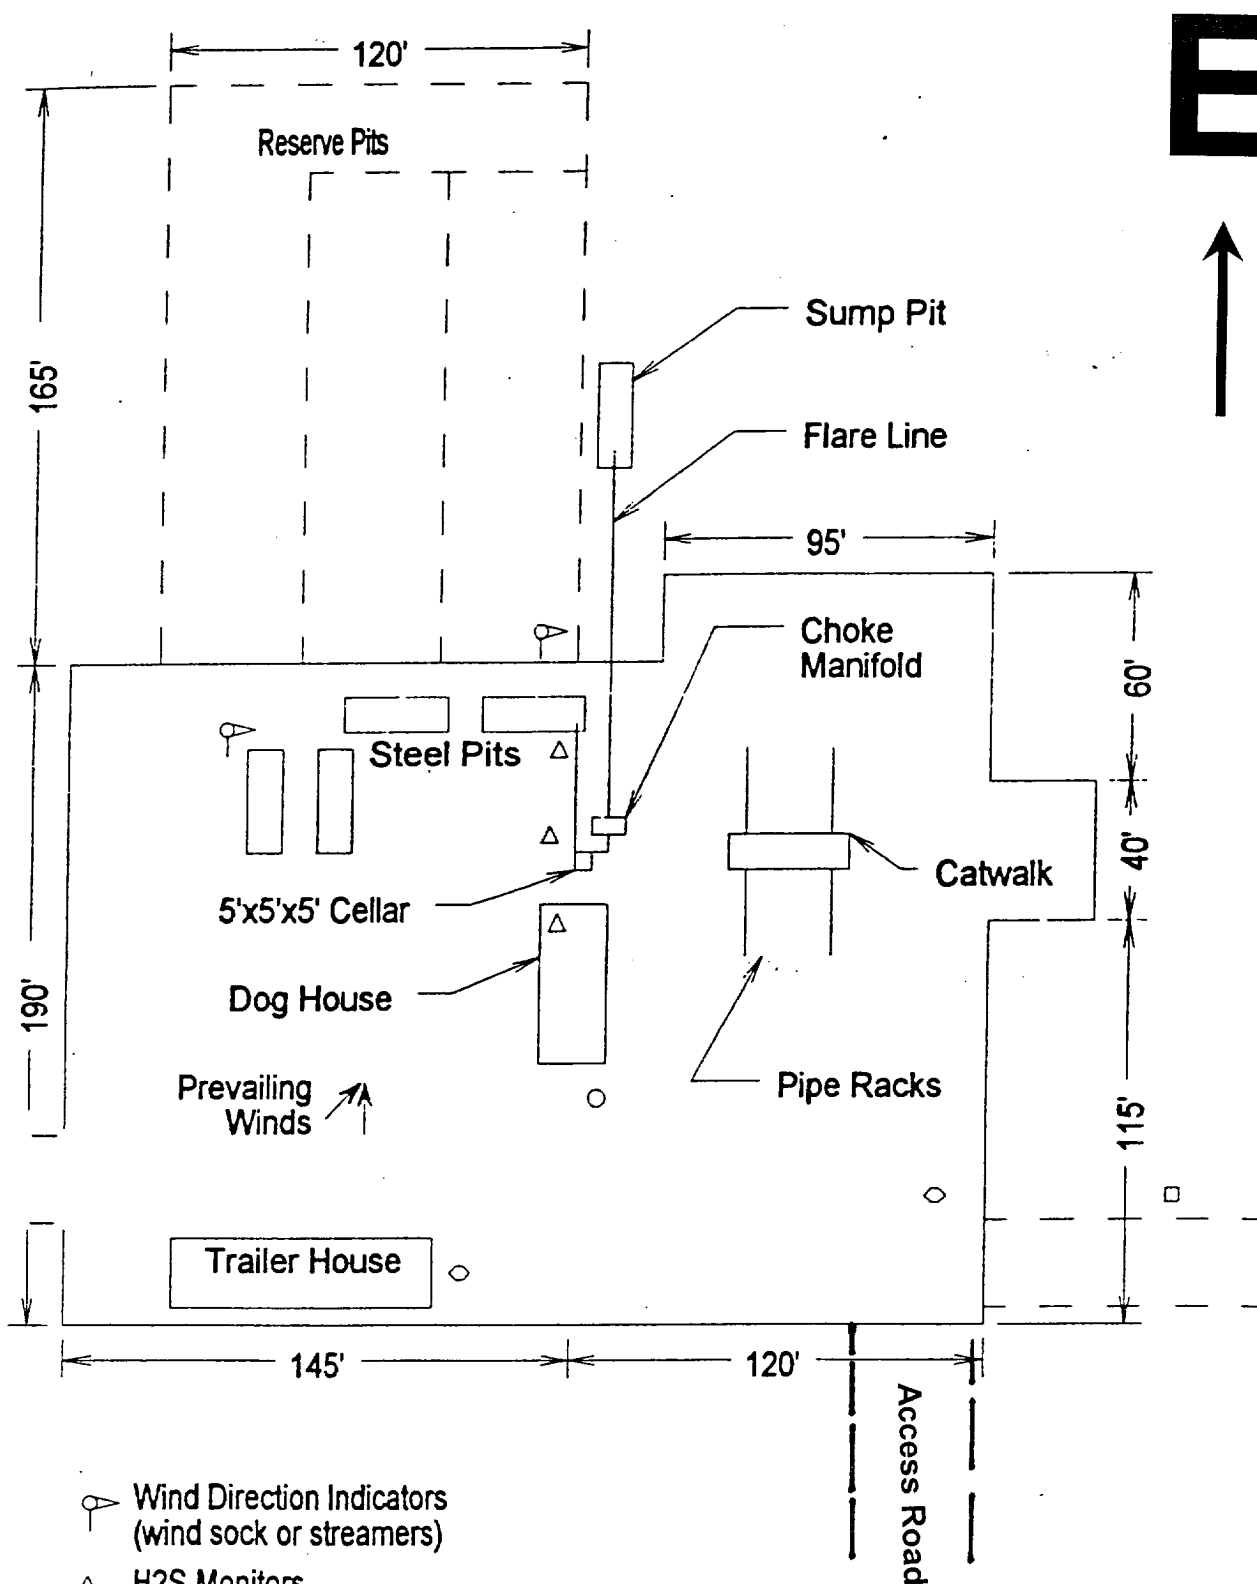 120'
E
Reserve Pits
Sump Pit
165'
Flare Line
95'
Choke
Manifold
60'
Steel Pits
40'
Catwalk
5'x5'x5' Cellar
190'
Dog House
Prevailing
Winds
Pipe Racks
115'
Trailer House
145'
120'
Access Road
Wind Direction Indicators
(wind sock or streamers)
H2S Monitors